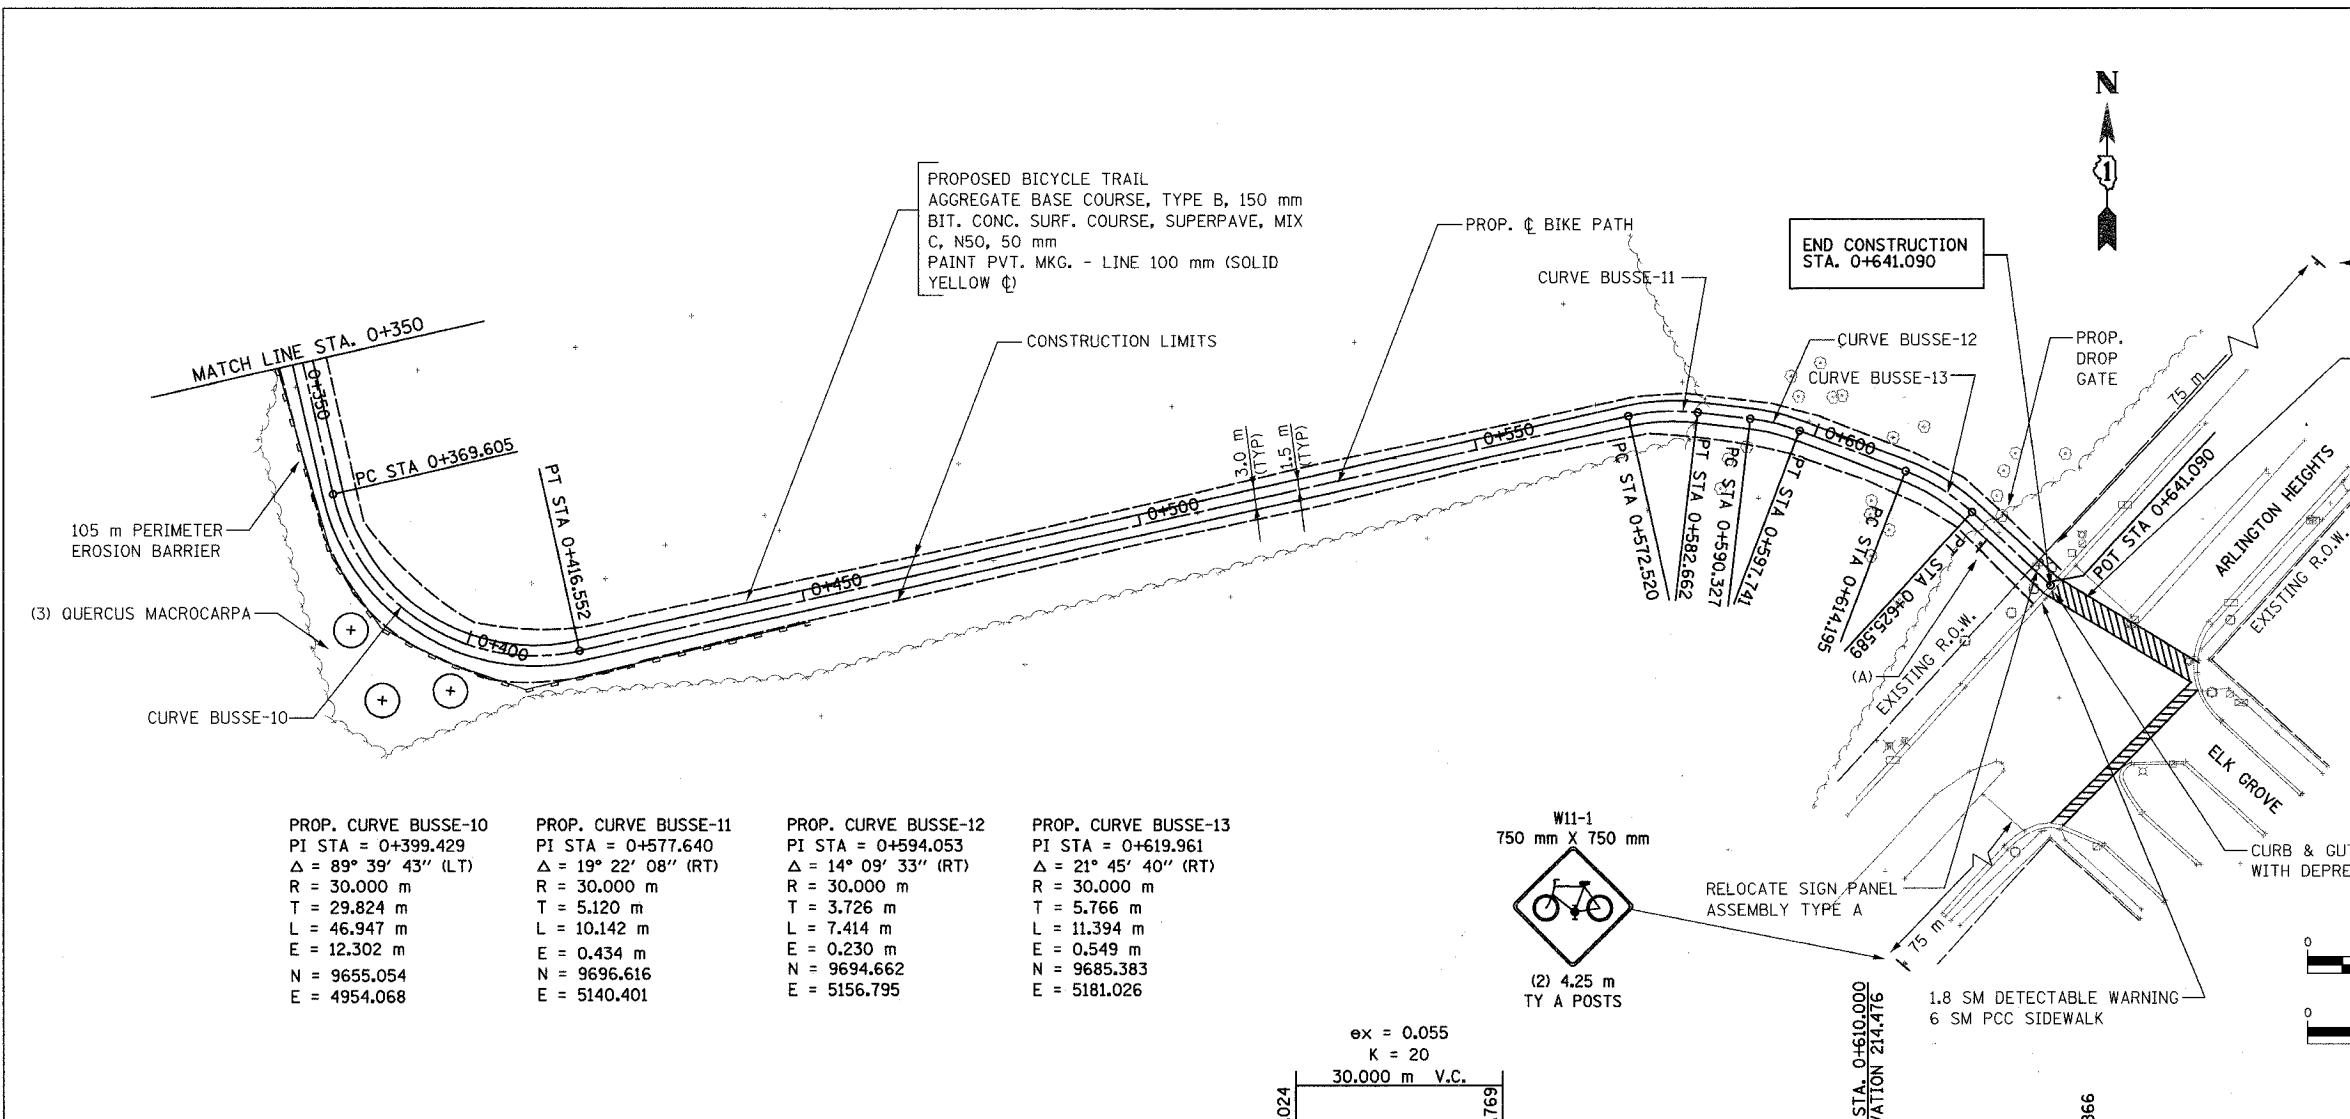 N
1
PROPOSED BICYCLE TRAIL
AGGREGATE BASE COURSE, TYPE B, 150 mm
BIT. CONC. SURF. COURSE, SUPERPAVE, MIX
C, N50, 50 mm
PAINT PVT. MKG. - LINE 100 mm (SOLID
YELLOW ℄)
PROP. ℄ BIKE PATH
END CONSTRUCTION
STA. 0+641.090
CURVE BUSSE-11
MATCH LINE STA. 0+350
CONSTRUCTION LIMITS
CURVE BUSSE-12
PROP.
DROP
GATE
CURVE BUSSE-13
75 m
0+350
PC STA 0+369.605
PT STA 0+416.552
3.0 m
(TYP)
1.5 m
(TYP)
0+550
0+600
0+500
0+450
0+400
PC STA 0+572.520
PT STA 0+582.662
PC STA 0+590.327
PT STA 0+597.741
PC STA 0+614.195
PT STA 0+625.589
POT STA 0+641.090
ARLINGTON HEIGHTS
EXISTING R.O.W.
105 m PERIMETER
EROSION BARRIER
(3) QUERCUS MACROCARPA
CURVE BUSSE-10
(A)
EXISTING R.O.W.
ELK GROVE
PROP. CURVE BUSSE-10
PI STA = 0+399.429
Δ = 89° 39' 43" (LT)
R = 30.000 m
T = 29.824 m
L = 46.947 m
E = 12.302 m
N = 9655.054
E = 4954.068
PROP. CURVE BUSSE-11
PI STA = 0+577.640
Δ = 19° 22' 08" (RT)
R = 30.000 m
T = 5.120 m
L = 10.142 m
E = 0.434 m
N = 9696.616
E = 5140.401
PROP. CURVE BUSSE-12
PI STA = 0+594.053
Δ = 14° 09' 33" (RT)
R = 30.000 m
T = 3.726 m
L = 7.414 m
E = 0.230 m
N = 9694.662
E = 5156.795
PROP. CURVE BUSSE-13
PI STA = 0+619.961
Δ = 21° 45' 40" (RT)
R = 30.000 m
T = 5.766 m
L = 11.394 m
E = 0.549 m
N = 9685.383
E = 5181.026
W11-1
750 mm X 750 mm
(2) 4.25 m
TY A POSTS
RELOCATE SIGN PANEL
ASSEMBLY TYPE A
75 m
CURB & GU
WITH DEPRE
1.8 SM DETECTABLE WARNING
6 SM PCC SIDEWALK
0
0
ex = 0.055
K = 20
30.000 m V.C.
.024
.769
STA. 0+610.000
VATION 214.476
366